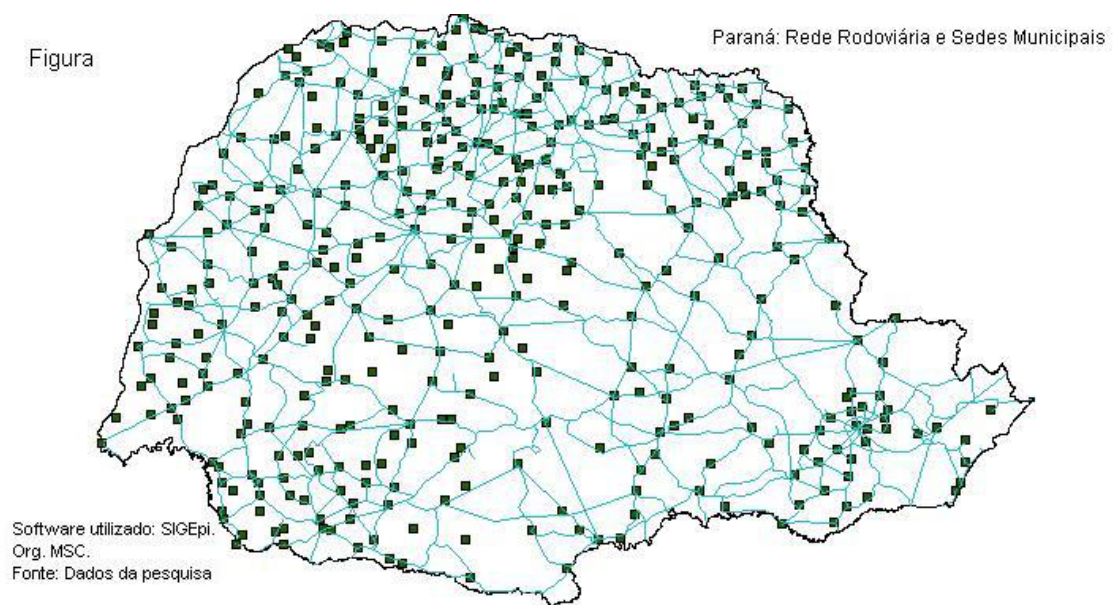 Paraná: Rede Rodoviária e Sedes Municipais
Figura
Software utilizado: SIGEpi.
Org. MSC.
Fonte: Dados da pesquisa